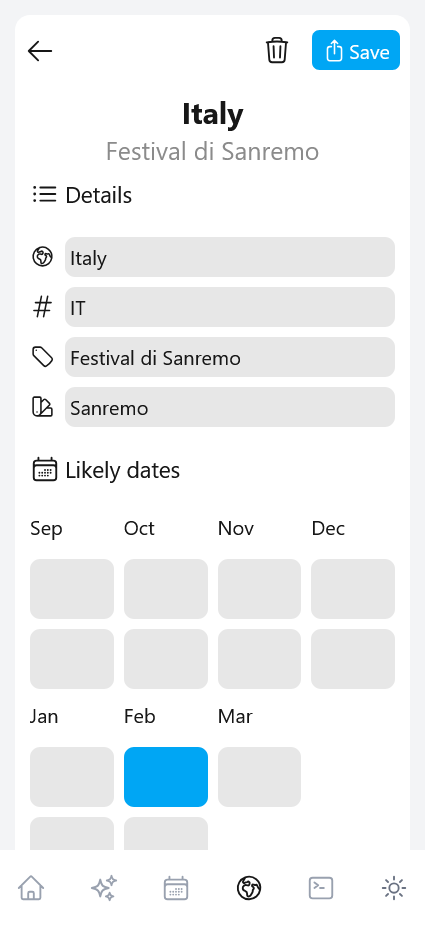 Save
Italy
Festival di Sanremo
Details
Italy
# IT
Festival di Sanremo
Sanremo
Likely dates
Sep Oct Nov Dec
Jan Feb Mar